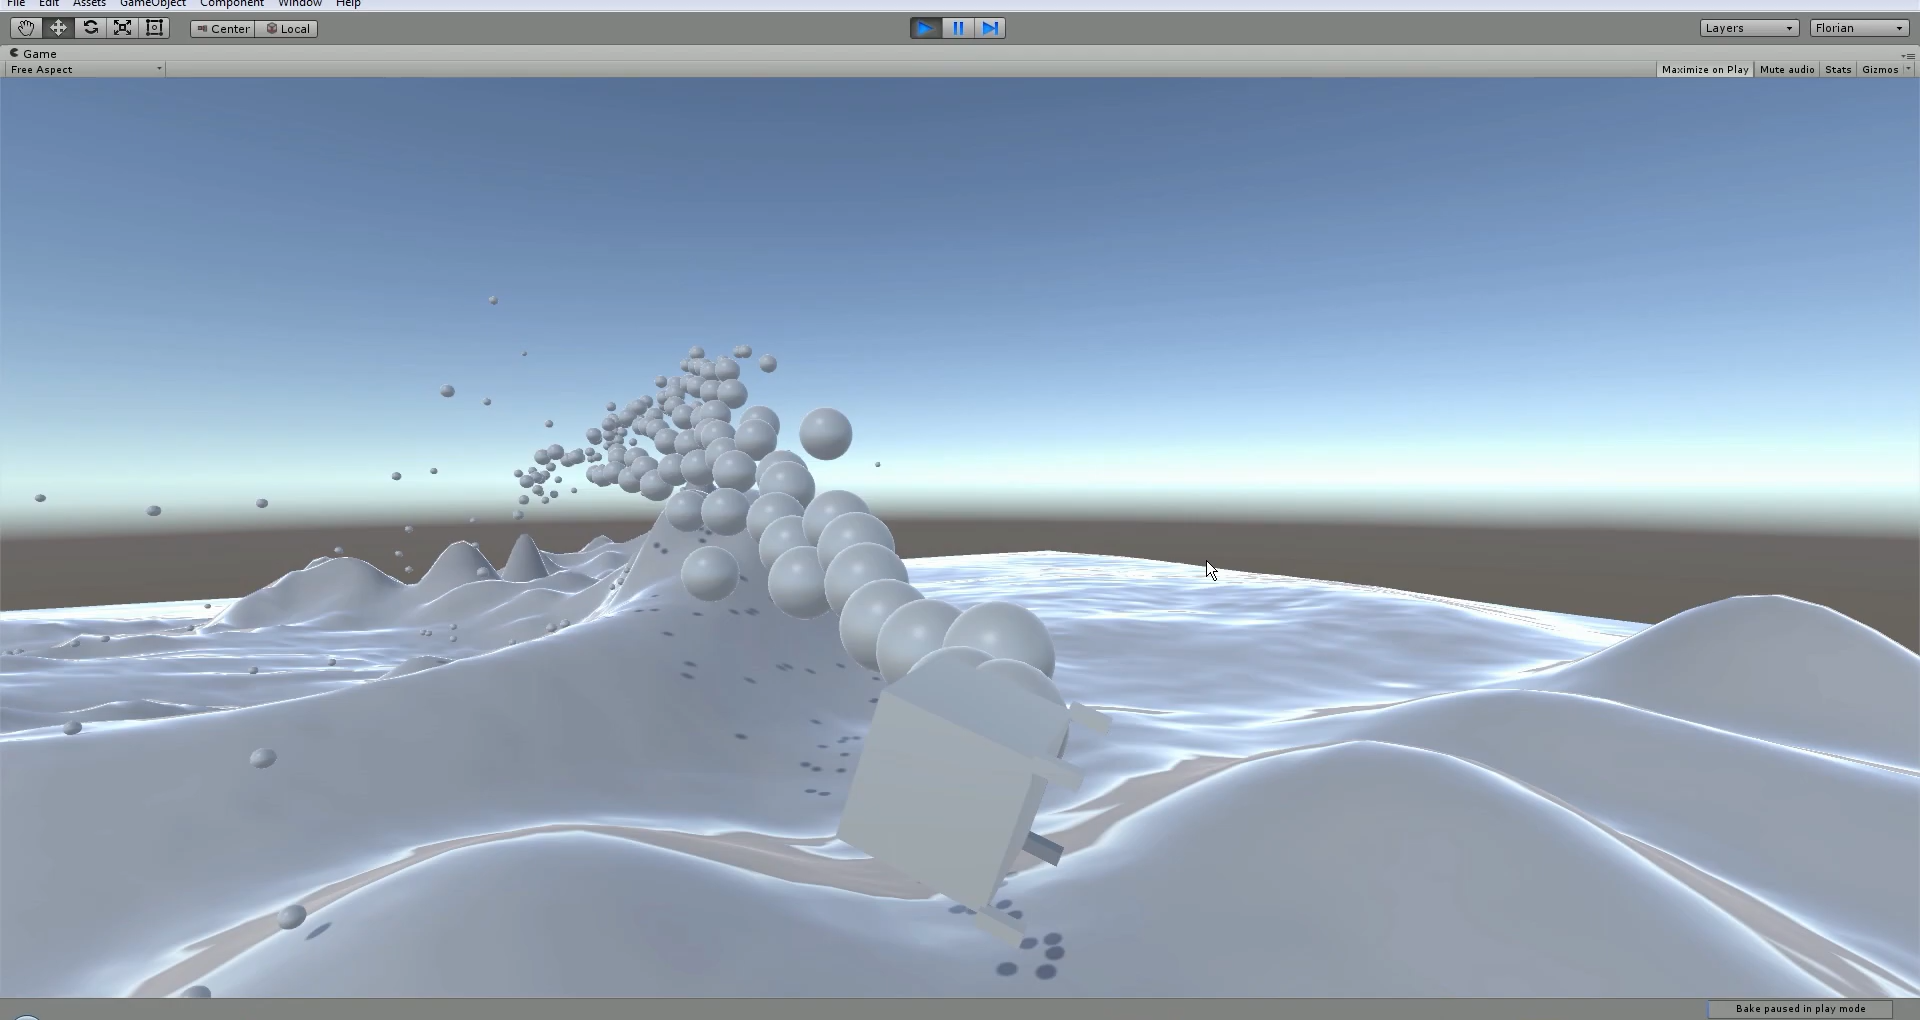 File Edit Assets GameObject Component Window Help
Center Local Layers Florian
Game
Free Aspect Maximize on Play Mute audio Stats Gizmos
Bake paused in play mode